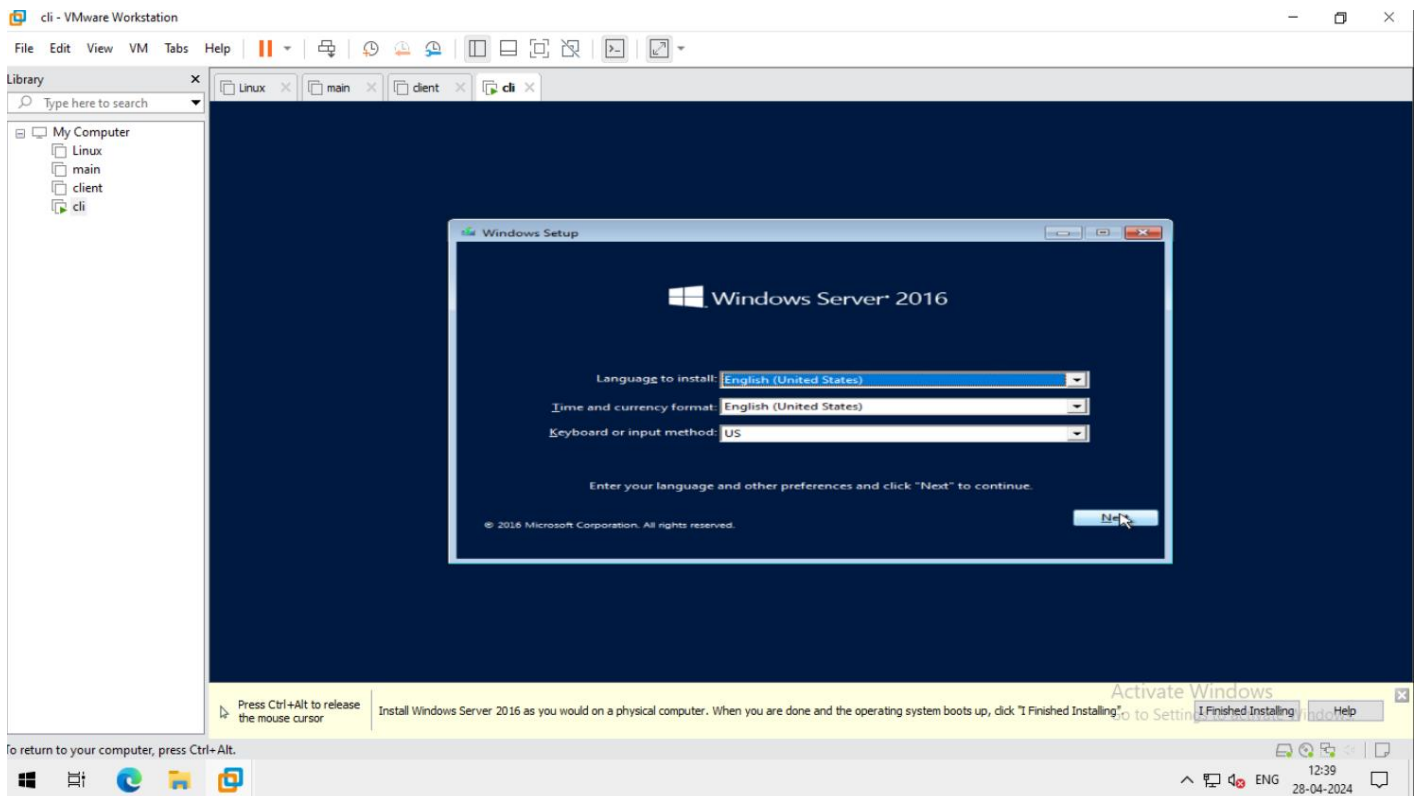 cli - VMware Workstation
File Edit View VM Tabs Help
Library
Type here to search
My Computer
Linux
main
client
cli
Linux main client cli
Windows Setup
Windows Server 2016
Language to install: English (United States)
Time and currency format: English (United States)
Keyboard or input method: US
Enter your language and other preferences and click "Next" to continue.
© 2016 Microsoft Corporation. All rights reserved.
Activate Windows
Press Ctrl+Alt to release
the mouse cursor
Install Windows Server 2016 as you would on a physical computer. When you are done and the operating system boots up, click "I Finished Installing".
I Finished Installing Help
To return to your computer, press Ctrl+Alt.
ENG
12:39
28-04-2024